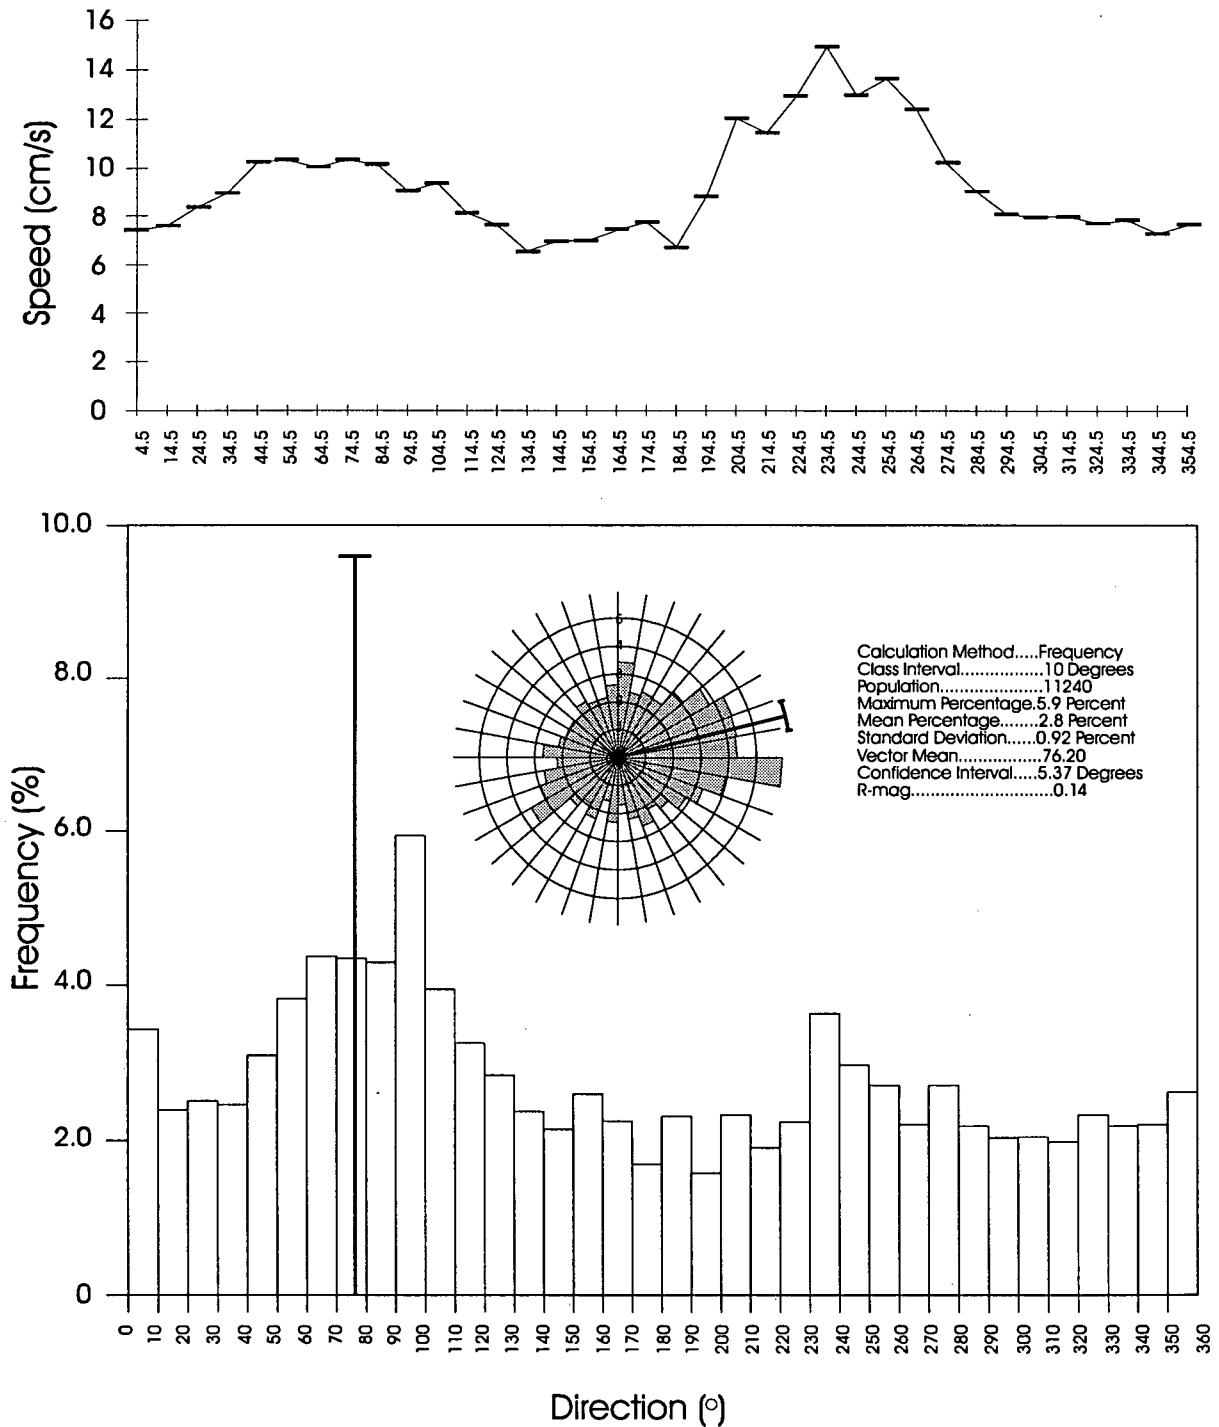 16
14
12
10
8
6
4
2
0
Speed (cm/s)
4.5 14.5 24.5 34.5 44.5 54.5 64.5 74.5 84.5 94.5 104.5 114.5 124.5 134.5 144.5 154.5 164.5 174.5 184.5 194.5 204.5 214.5 224.5 234.5 244.5 254.5 264.5 274.5 284.5 294.5 304.5 314.5 324.5 334.5 344.5 354.5
10.0
8.0
6.0
4.0
2.0
0
Frequency (%)
5
4
Calculation Method.....Frequency
Class Interval...............10 Degrees
Population.....................11240
Maximum Percentage.5.9 Percent
Mean Percentage........2.8 Percent
Standard Deviation......0.92 Percent
Vector Mean.................76.20
Confidence Interval.....5.37 Degrees
R-mag.............................0.14
0 10 20 30 40 50 60 70 80 90 100 110 120 130 140 150 160 170 180 190 200 210 220 230 240 250 260 270 280 290 300 310 320 330 340 350 360
Direction (°)